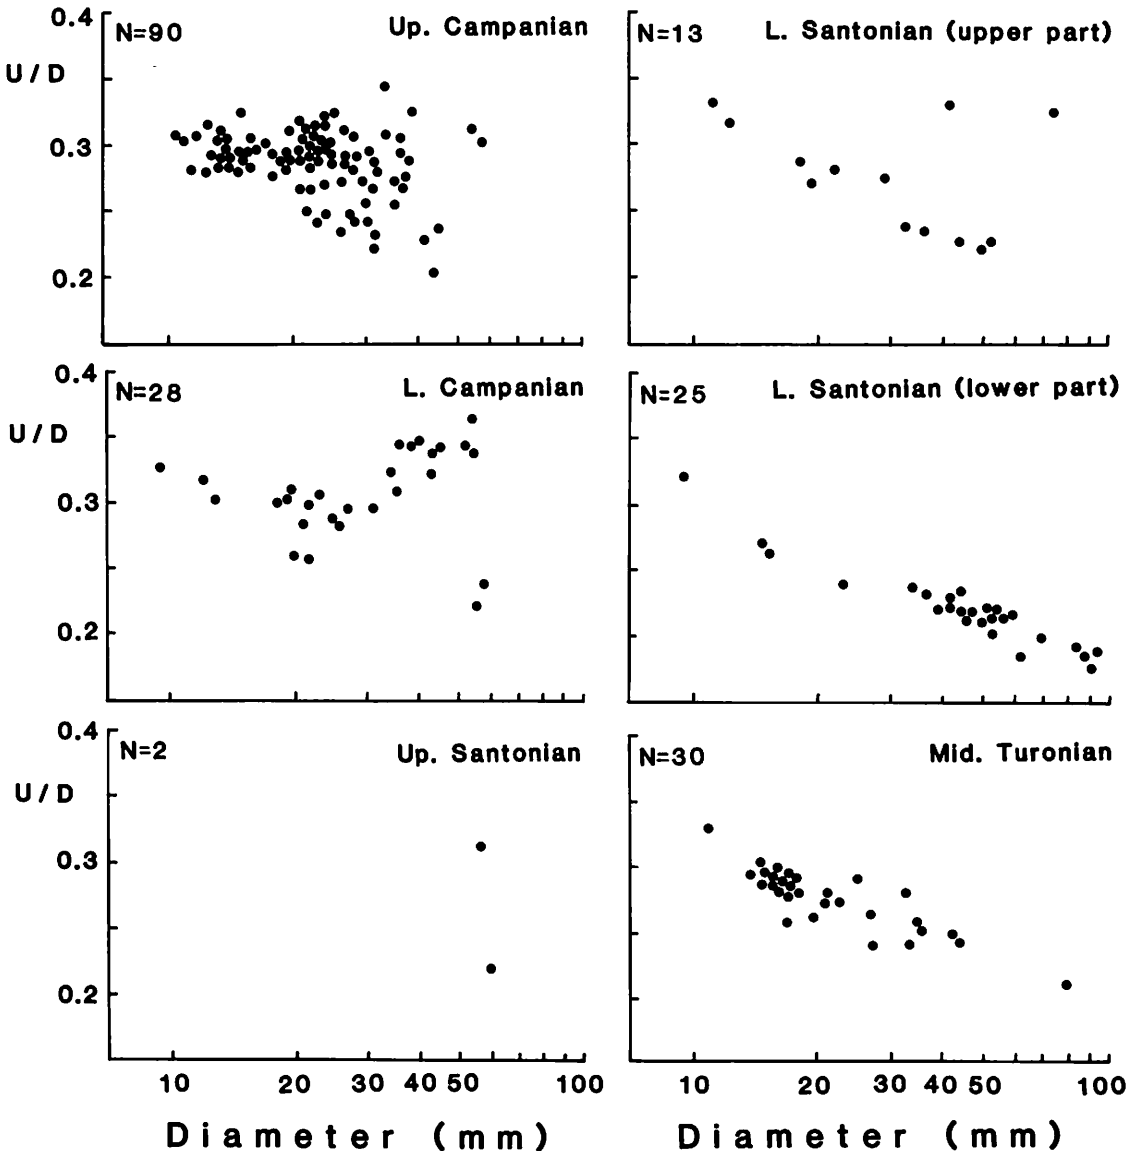 0.4
N=90
Up. Campanian
U/D
0.3
0.2
N=13
L. Santonian (upper part)
0.4
N=28
L. Campanian
U/D
0.3
0.2
N=25
L. Santonian (lower part)
0.4
N=2
Up. Santonian
U/D
0.3
0.2
10 20 30 40 50 100
Diameter (mm)
N=30
Mid. Turonian
10 20 30 40 50 100
Diameter (mm)